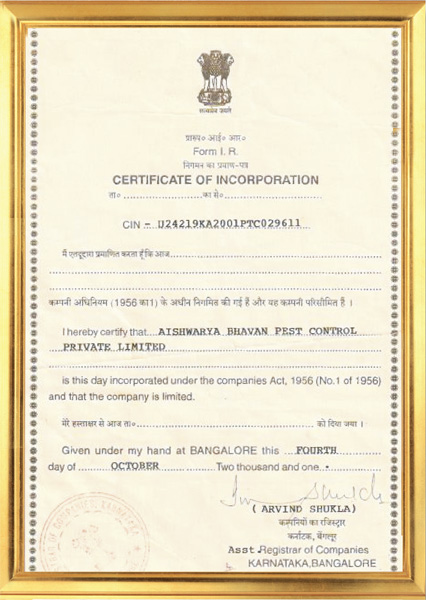 सत्यमेव जयते
प्रारूप० आई० आर०
Form I. R.
निगमन का प्रमाण-पत्र
CERTIFICATE OF INCORPORATION
ता०..........................का से०..........................
CIN - U24219KA2001PTC029611
मैं एतद्द्वारा प्रमाणित करता हूँ कि आज
कम्पनी अधिनियम (1956 का1) के अधीन निगमित की गई है और यह कम्पनी परिसीमित है ।
I hereby certify that AISHWARYA BHAVAN PEST CONTROL
PRIVATE LIMITED
is this day incorporated under the companies Act, 1956 (No.1 of 1956)
and that the company is limited.
मेरे हस्ताक्षर से आज ता०.......................... को दिया जया ।
Given under my hand at BANGALORE this FOURTH
day of OCTOBER Two thousand and one.
(ARVIND SHUKLA)
कम्पनियों का रजिस्ट्रार
कर्नाटक, बेंगलूर
Asst.Registrar of Companies
KARNATAKA,BANGALORE